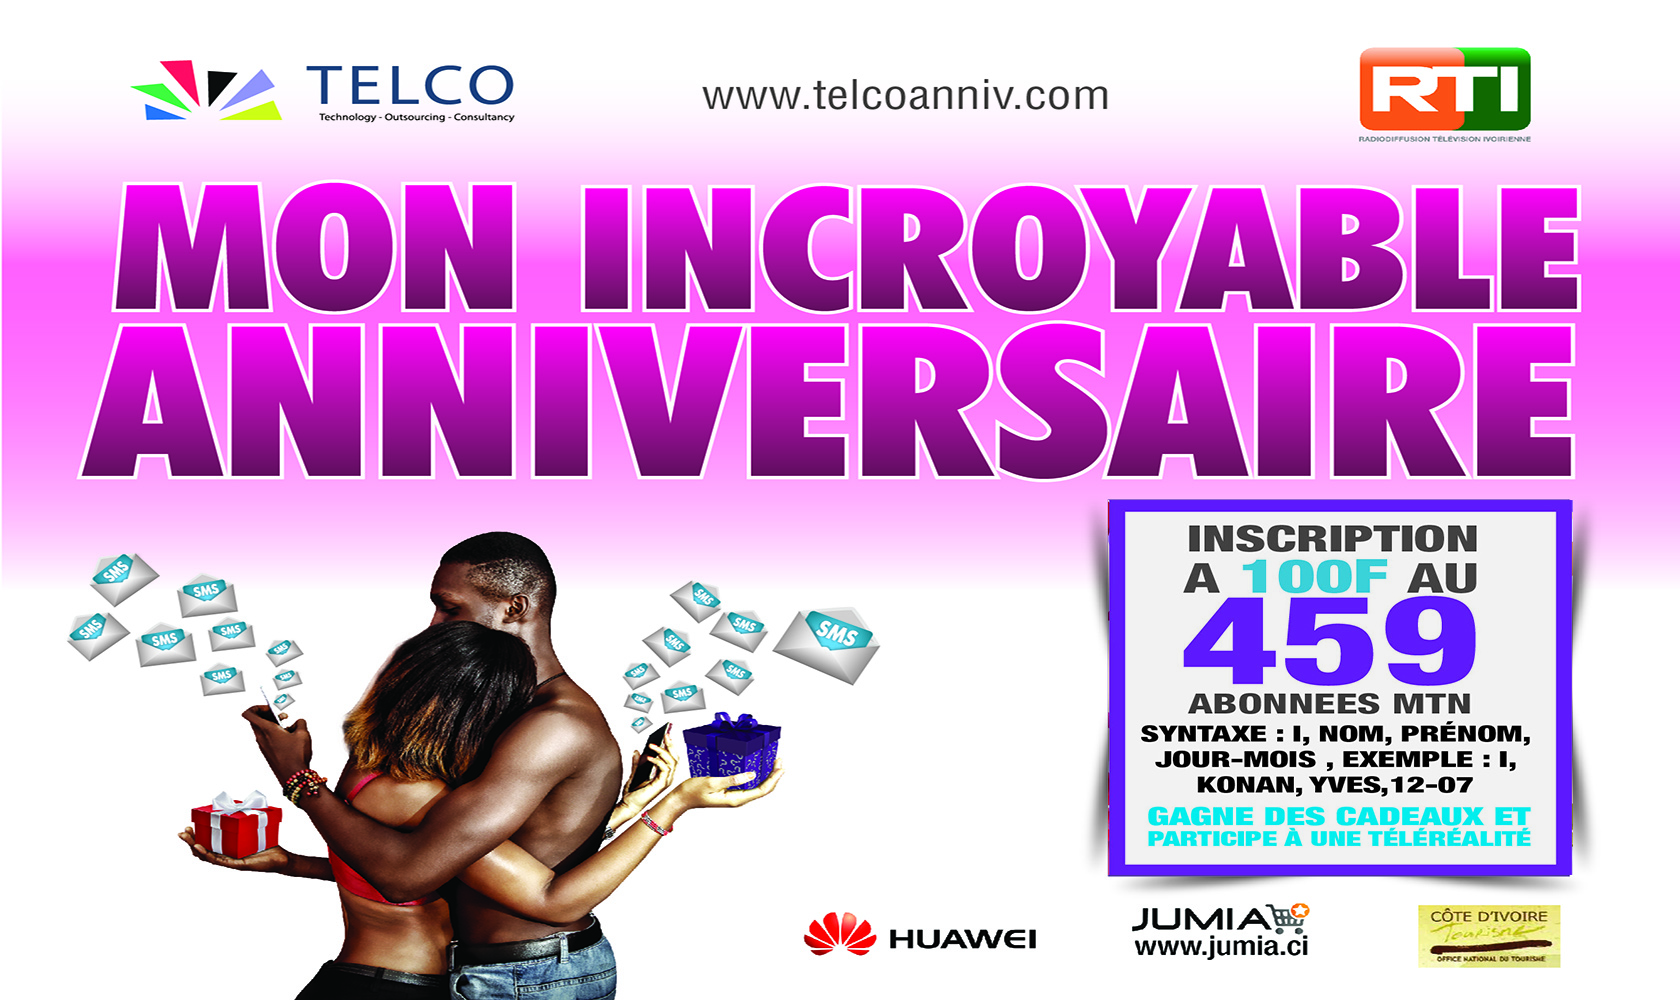 TELCO
Technology - Outsourcing - Consultancy
www.telcoanniv.com
RTI
RADIODIFFUSION TÉLÉVISION IVOIRIENNE
MON INCROYABLE
ANNIVERSAIRE
INSCRIPTION
A 100F AU
459
ABONNEES MTN
SYNTAXE : I, NOM, PRÉNOM,
JOUR-MOIS , EXEMPLE : I,
KONAN, YVES,12-07
GAGNE DES CADEAUX ET
PARTICIPE À UNE TÉLÉRÉALITÉ
SMS
SMS
SMS
SMS
SMS
SMS
SMS
SMS
SMS
SMS
SMS
SMS
SMS
HUAWEI
JUMIA
www.jumia.ci
CÔTE D'IVOIRE
Tourisme
OFFICE NATIONAL DU TOURISME